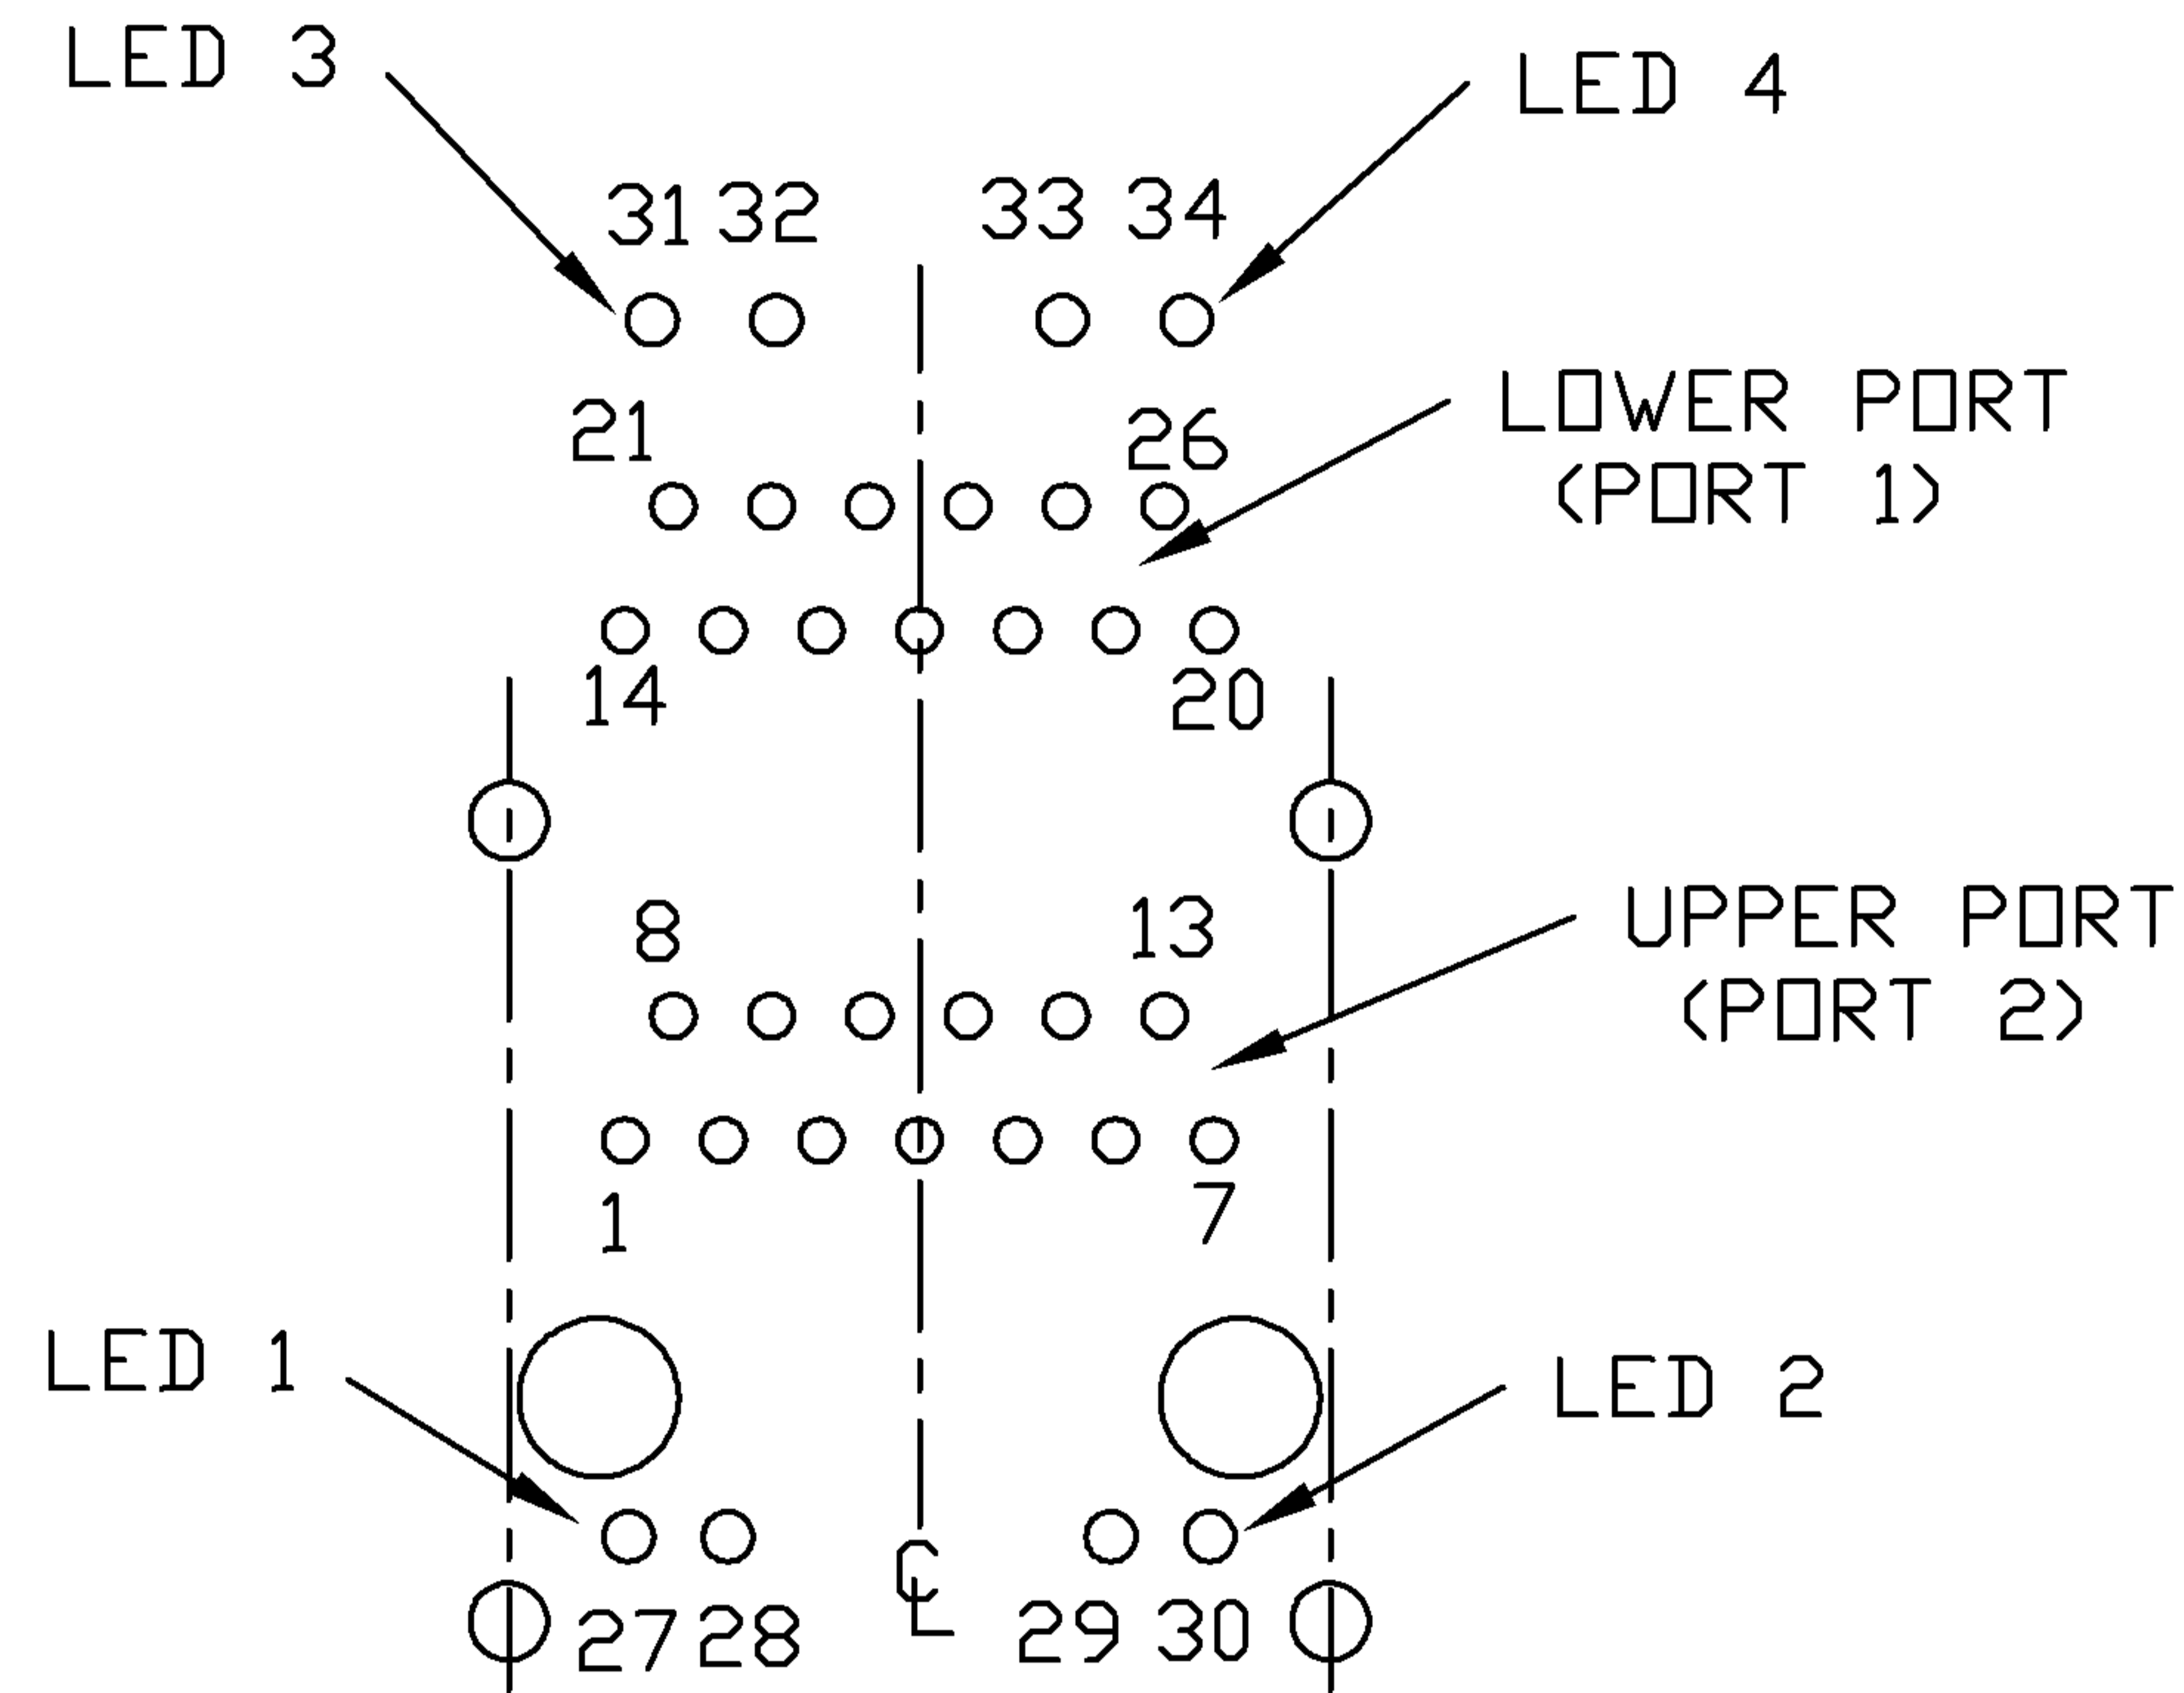 LED 3
LED 4
31 32 33 34
LOWER PORT
(PORT 1)
21 26
14 20
UPPER PORT
(PORT 2)
8 13
1 7
LED 1
LED 2
℄
27 28 29 30